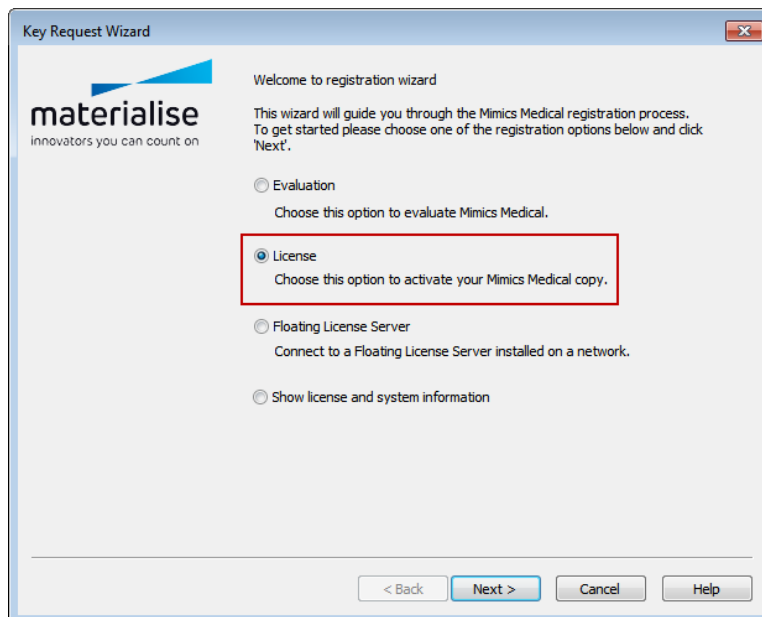 Key Request Wizard
materialise
innovators you can count on
Welcome to registration wizard
This wizard will guide you through the Mimics Medical registration process.
To get started please choose one of the registration options below and click
'Next'.
Evaluation
Choose this option to evaluate Mimics Medical.
License
Choose this option to activate your Mimics Medical copy.
Floating License Server
Connect to a Floating License Server installed on a network.
Show license and system information
< Back
Next >
Cancel
Help